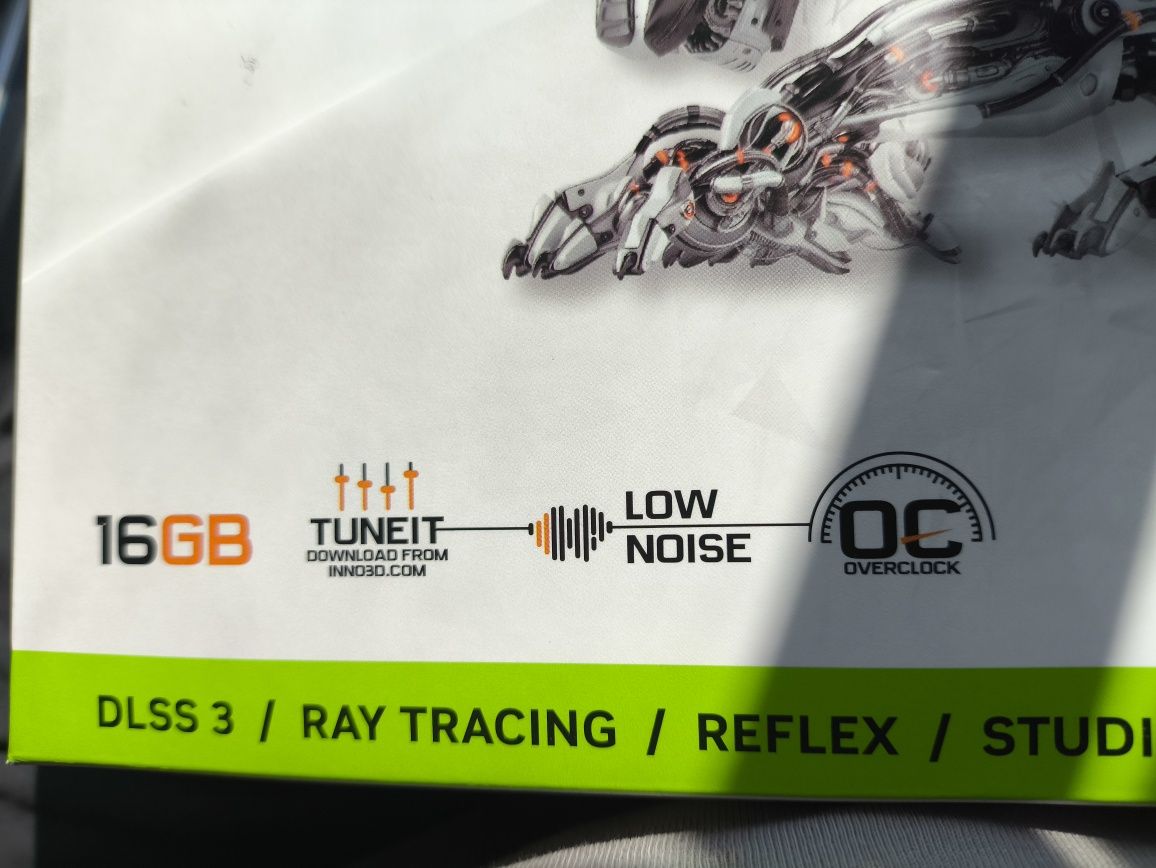 16GB
TUNEIT
DOWNLOAD FROM
INNO3D.COM
LOW
NOISE
OC
OVERCLOCK
DLSS 3 / RAY TRACING / REFLEX / STUDI